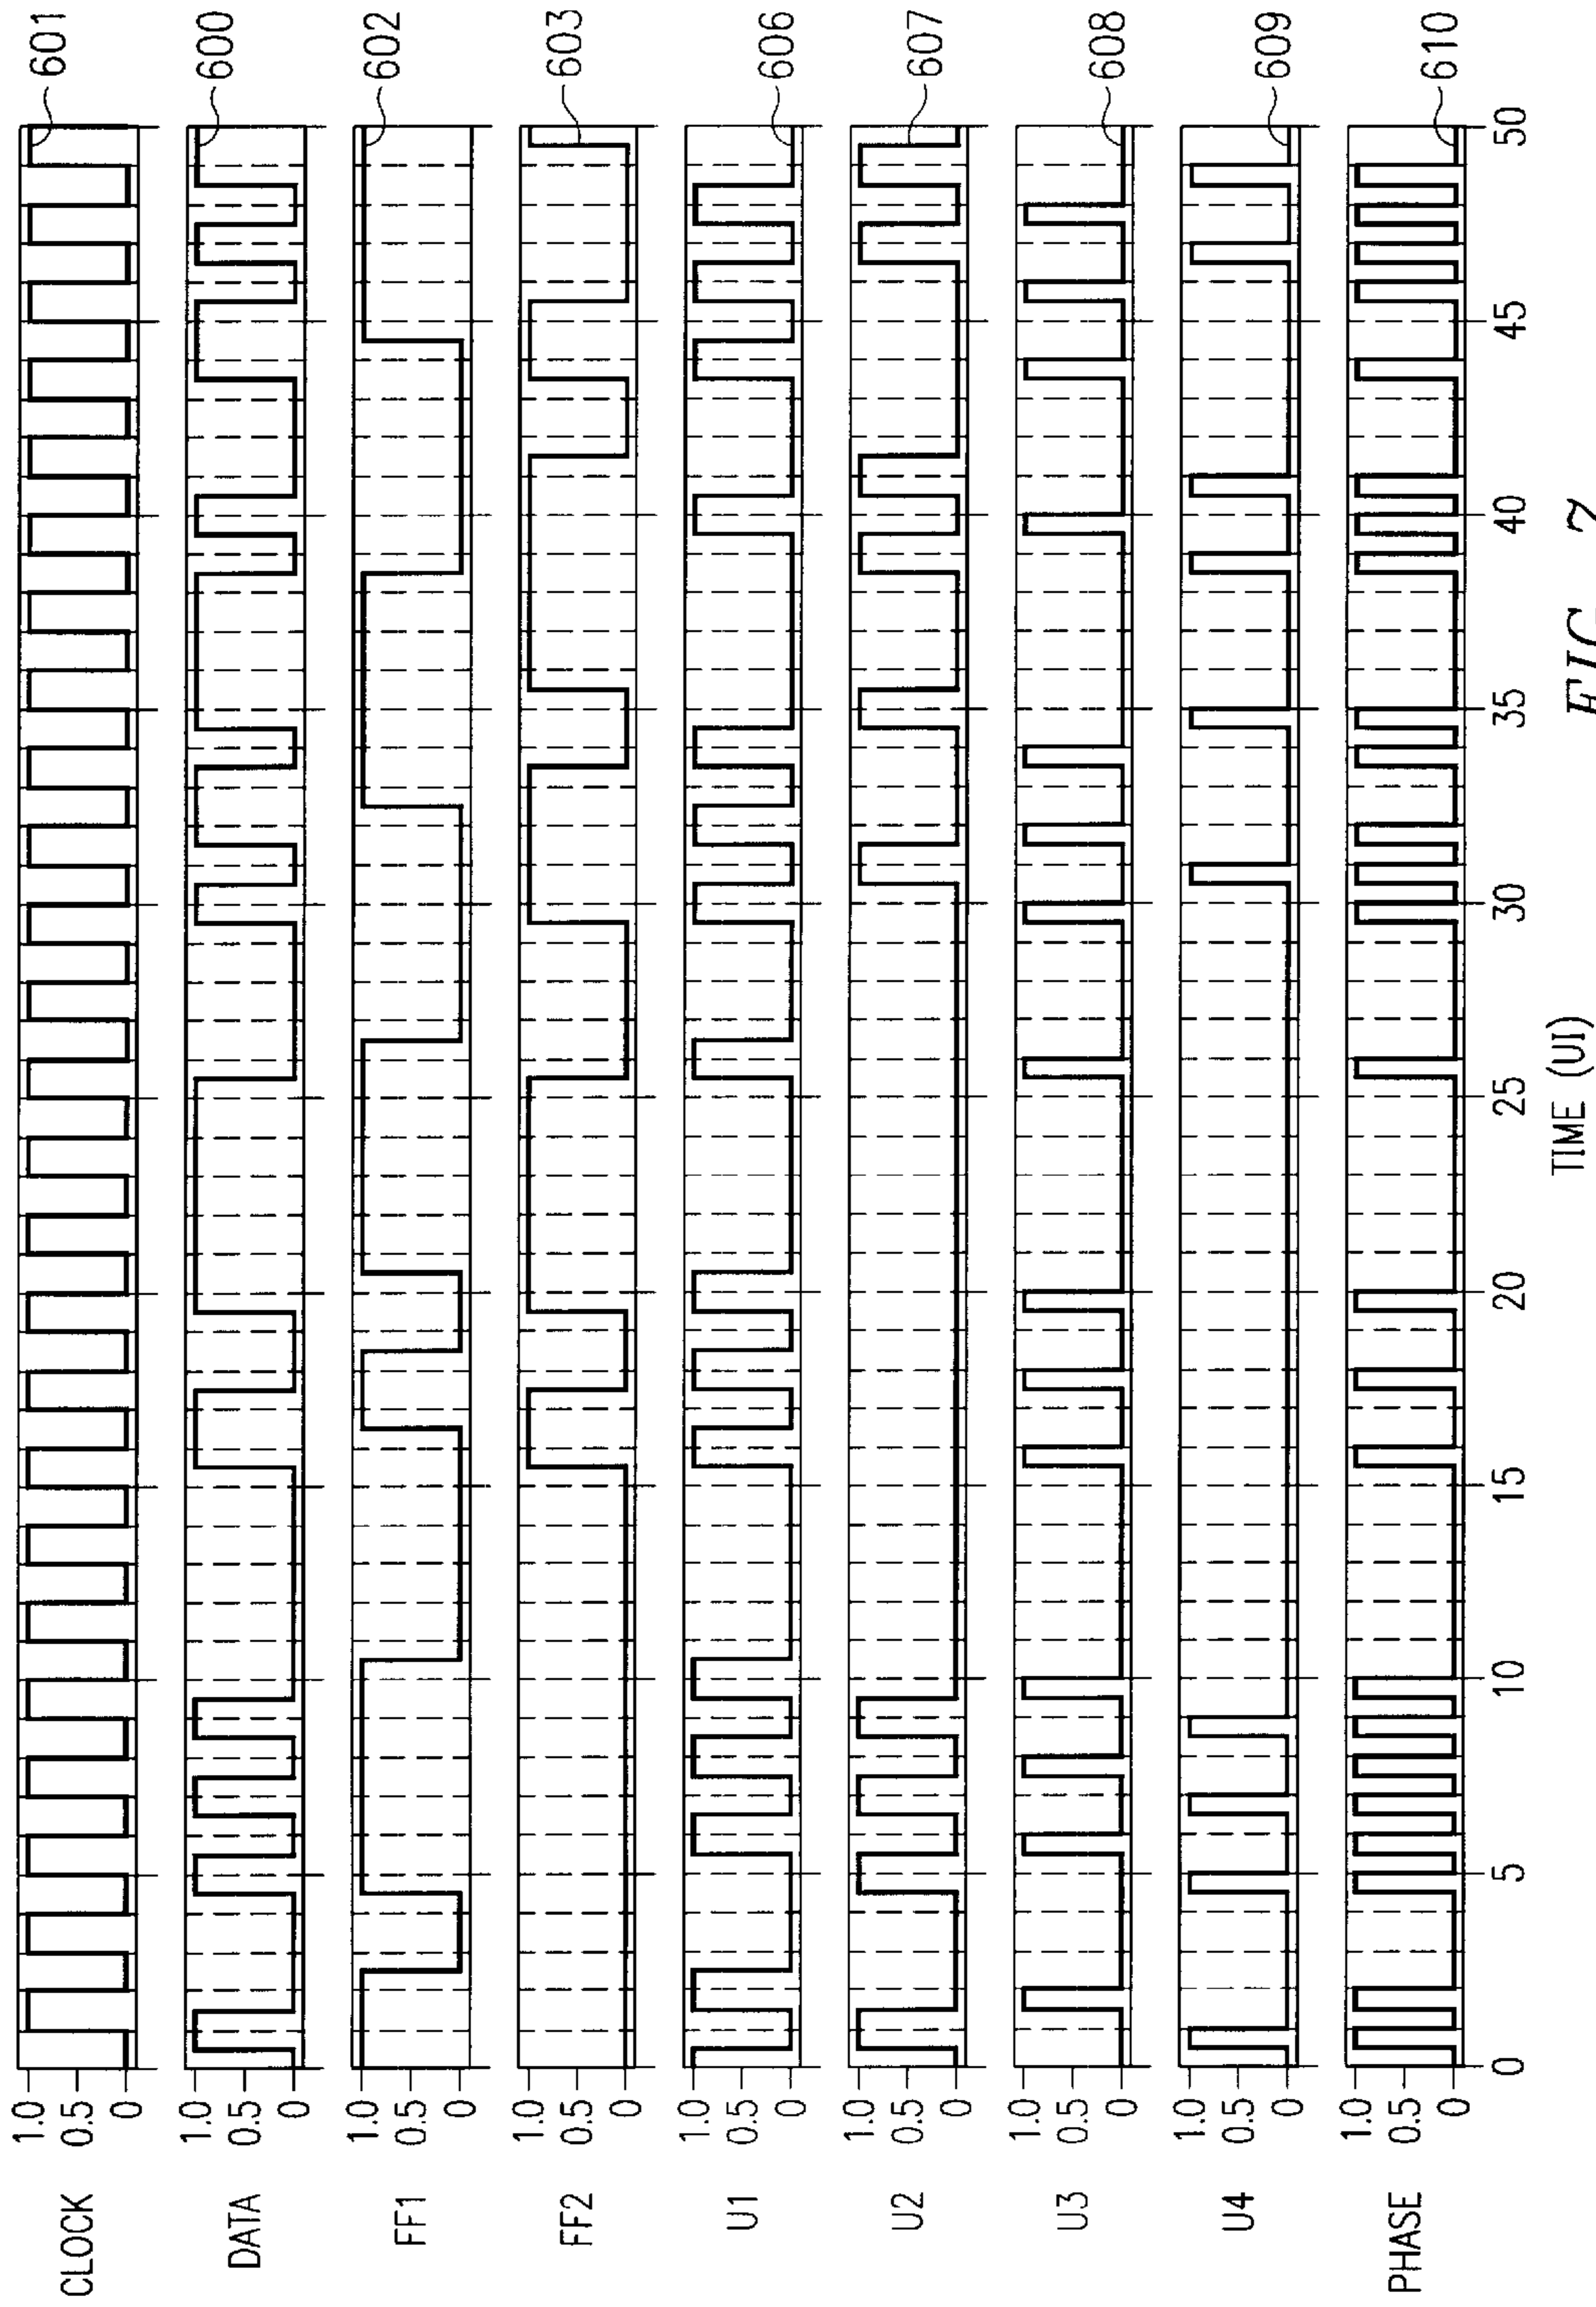 CLOCK 1.0 0.5 0 601
DATA 1.0 0.5 0 600
FF1 1.0 0.5 0 602
FF2 1.0 0.5 0 603
U1 1.0 0.5 0 606
U2 1.0 0.5 0 607
U3 1.0 0.5 0 608
U4 1.0 0.5 0 609
PHASE 1.0 0.5 0 610
0 5 10 15 20 25 30 35 40 45 50
TIME (UI)